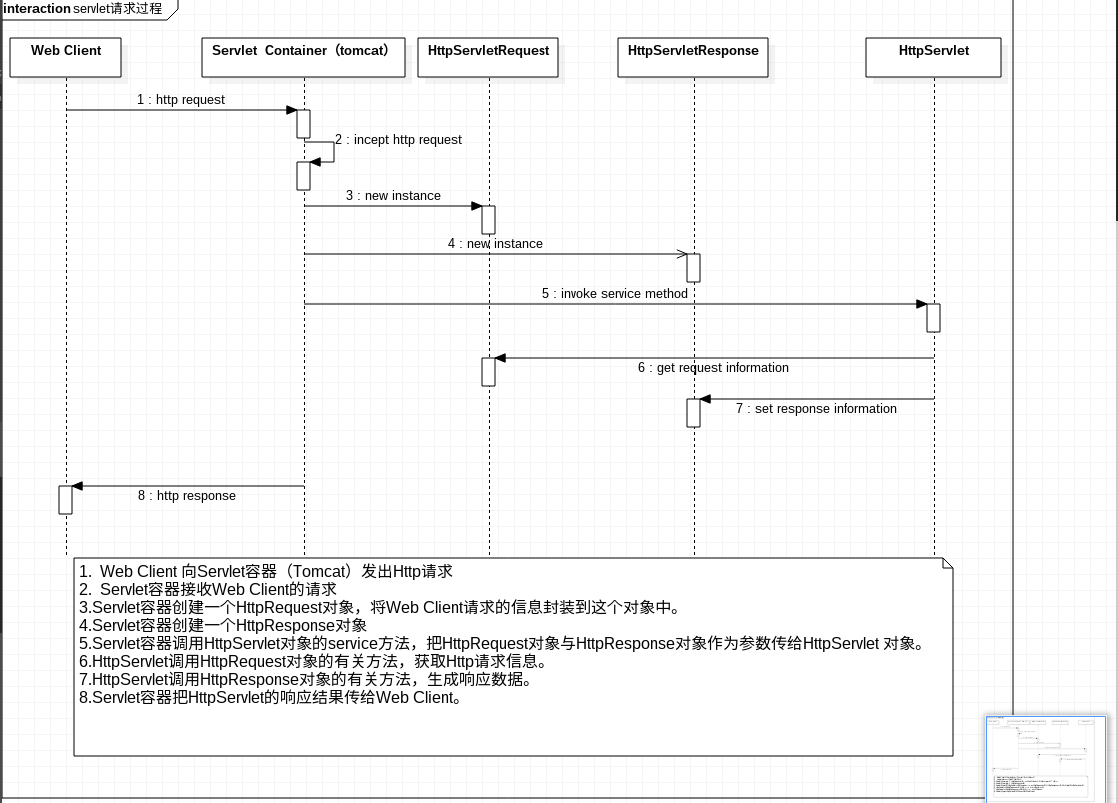 interaction servlet请求过程
Web Client
Servlet Container（tomcat）
HttpServletRequest
HttpServletResponse
HttpServlet
1 : http request
2 : incept http request
3 : new instance
4 : new instance
5 : invoke service method
6 : get request information
7 : set response information
8 : http response
1. Web Client 向Servlet容器（Tomcat）发出Http请求
2. Servlet容器接收Web Client的请求
3.Servlet容器创建一个HttpRequest对象，将Web Client请求的信息封装到这个对象中。
4.Servlet容器创建一个HttpResponse对象
5.Servlet容器调用HttpServlet对象的service方法，把HttpRequest对象与HttpResponse对象作为参数传给HttpServlet 对象。
6.HttpServlet调用HttpRequest对象的有关方法，获取Http请求信息。
7.HttpServlet调用HttpResponse对象的有关方法，生成响应数据。
8.Servlet容器把HttpServlet的响应结果传给Web Client。